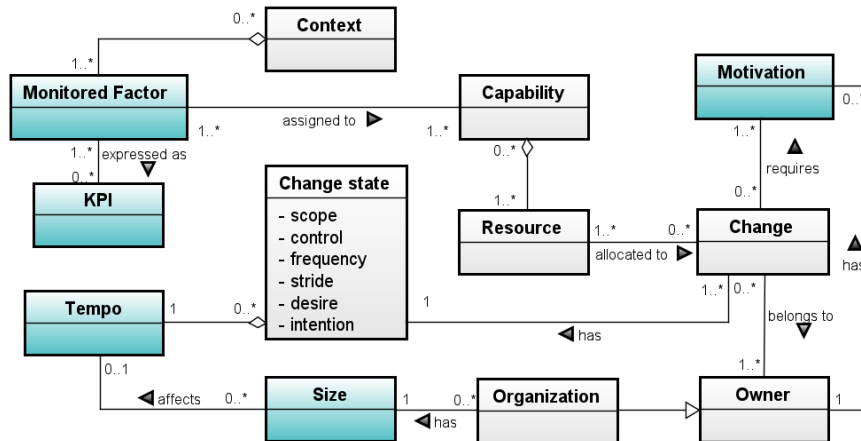 0..*
Context
1..*
Monitored Factor
Capability
Motivation
0..*
1..*
assigned to
1..*
1..*
expressed as
0..*
1..*
0..*
KPI
Change state
- scope
- control
- frequency
- stride
- desire
- intention
1..*
requires
0..*
Resource
1..*
0..*
allocated to
Change
has
Tempo
1
0..*
1
1..*
0..*
has
belongs to
0..1
affects
0..*
Size
1
0..*
has
Organization
1..*
Owner
1